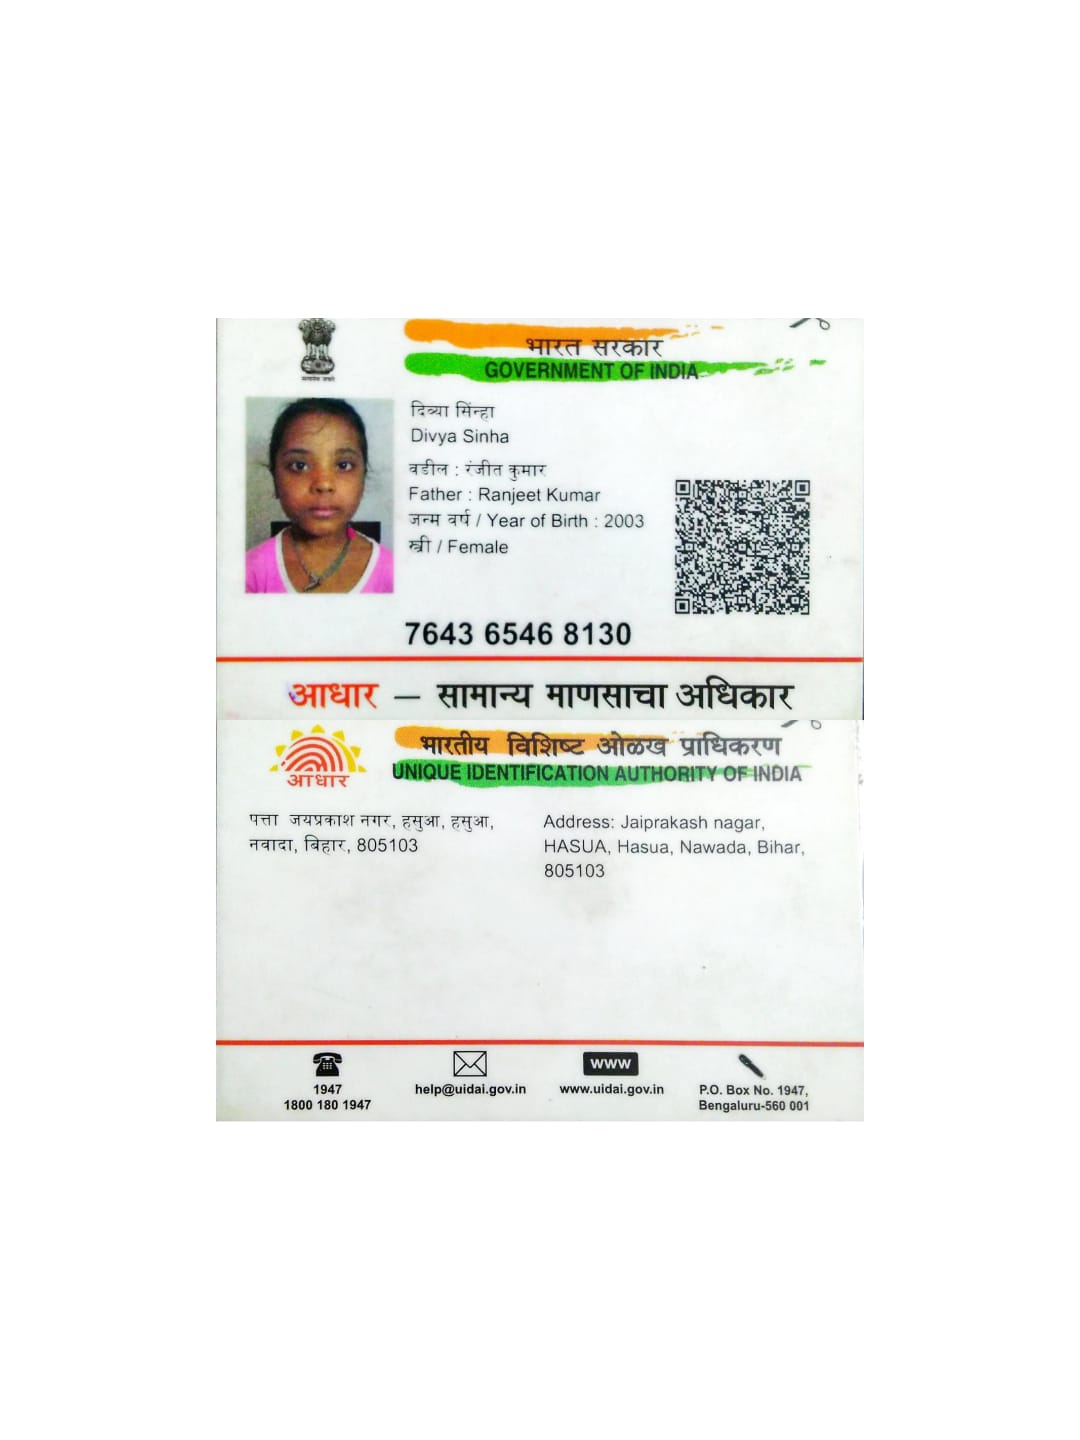 भारत सरकार
GOVERNMENT OF INDIA
दिव्या सिंन्हा
Divya Sinha
वडील : रंजीत कुमार
Father : Ranjeet Kumar
जन्म वर्ष / Year of Birth : 2003
स्त्री / Female
7643 6546 8130
आधार — सामान्य माणसाचा अधिकार
आधार
भारतीय विशिष्ट ओळख प्राधिकरण
UNIQUE IDENTIFICATION AUTHORITY OF INDIA
पत्ता जयप्रकाश नगर, हसुआ, हसुआ,
नवादा, बिहार, 805103
Address: Jaiprakash nagar,
HASUA, Hasua, Nawada, Bihar,
805103
1947
1800 180 1947
help@uidai.gov.in
www
www.uidai.gov.in
P.O. Box No. 1947,
Bengaluru-560 001